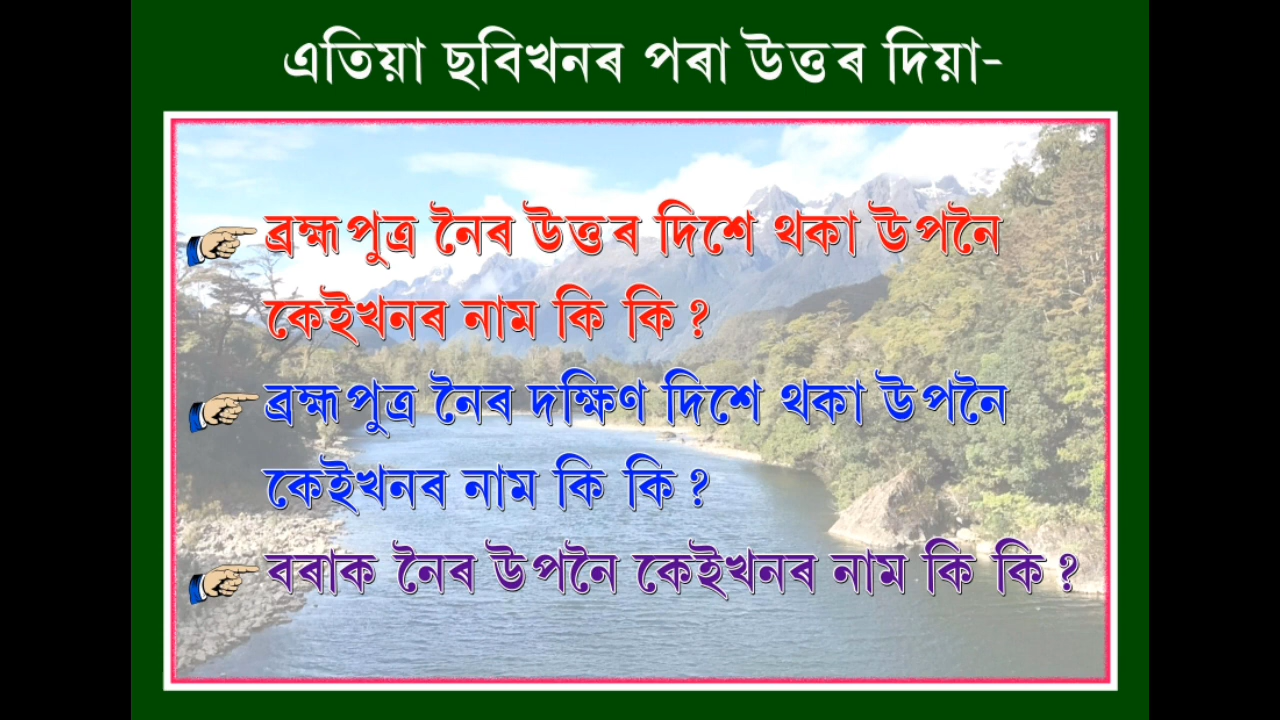 এতিয়া ছবিখনৰ পৰা উত্তৰ দিয়া-
ব্ৰহ্মপুত্ৰ নৈৰ উত্তৰ দিশে থকা উপনৈ
কেইখনৰ নাম কি কি ?
ব্ৰহ্মপুত্ৰ নৈৰ দক্ষিণ দিশে থকা উপনৈ
কেইখনৰ নাম কি কি ?
বৰাক নৈৰ উপনৈ কেইখনৰ নাম কি কি ?